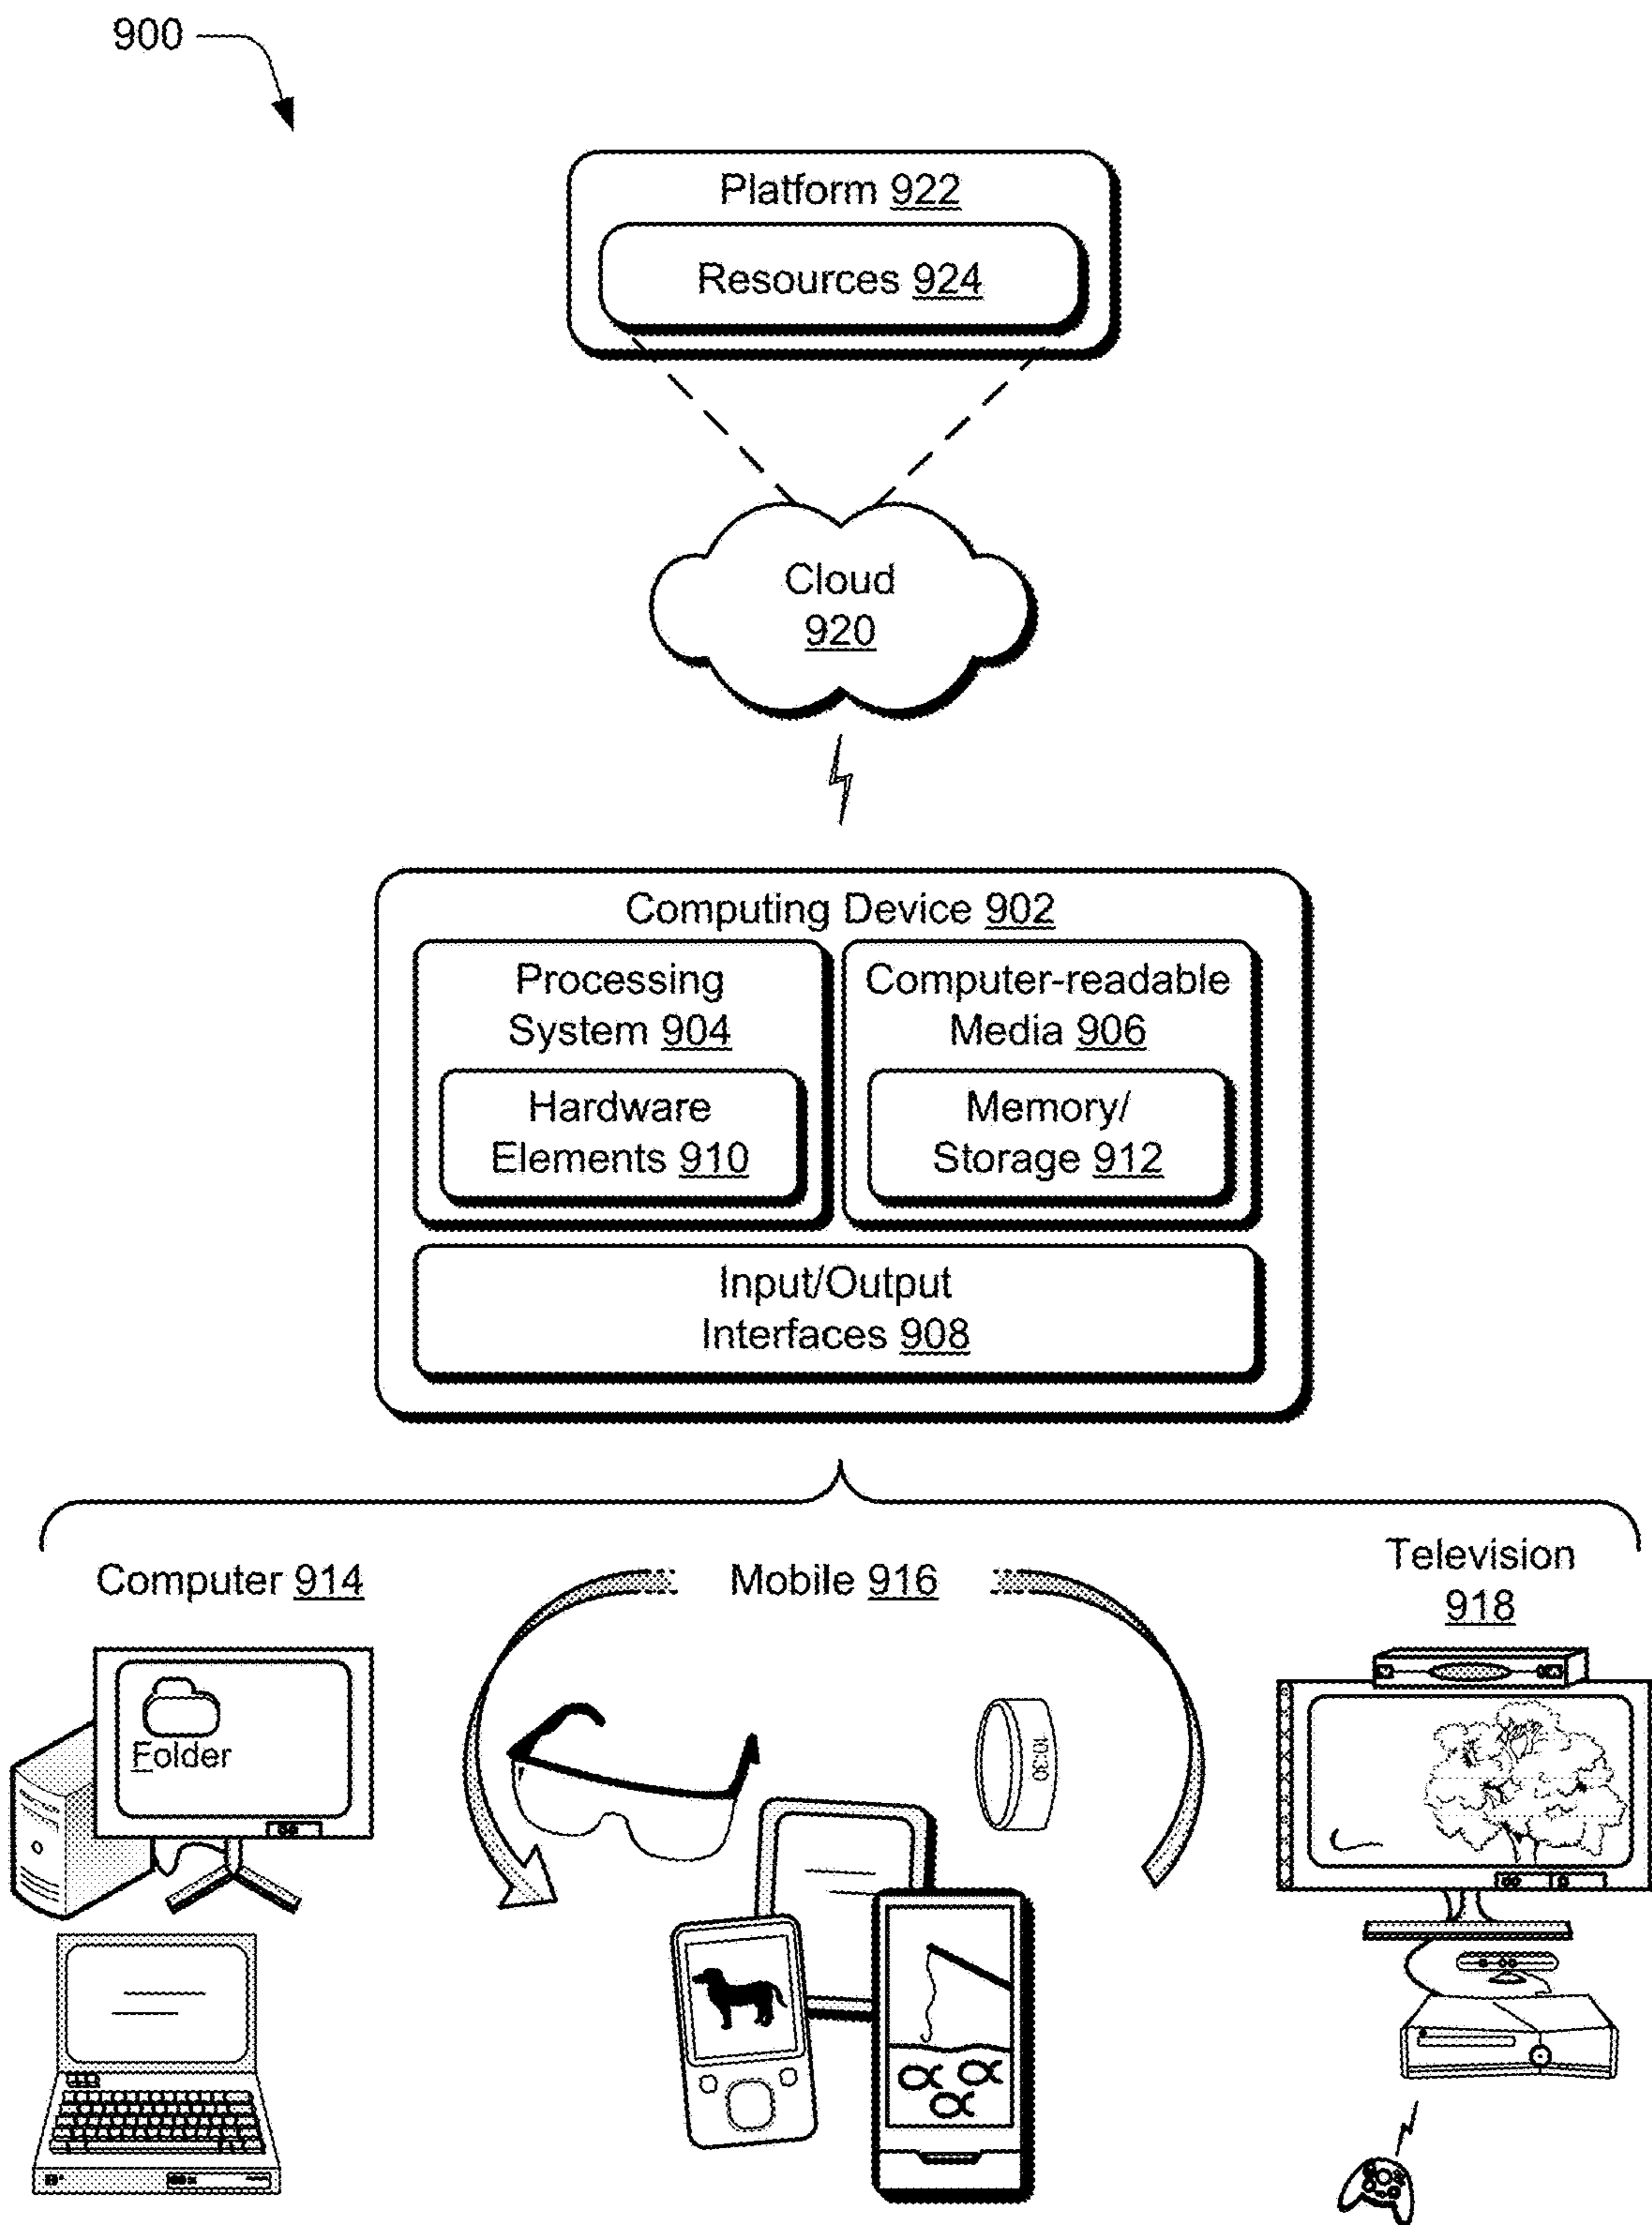 900
Platform 922
Resources 924
Cloud
920
Computing Device 902
Processing
System 904
Hardware
Elements 910
Computer-readable
Media 906
Memory/
Storage 912
Input/Output
Interfaces 908
Computer 914
Folder
Mobile 916
10:30
Television
918